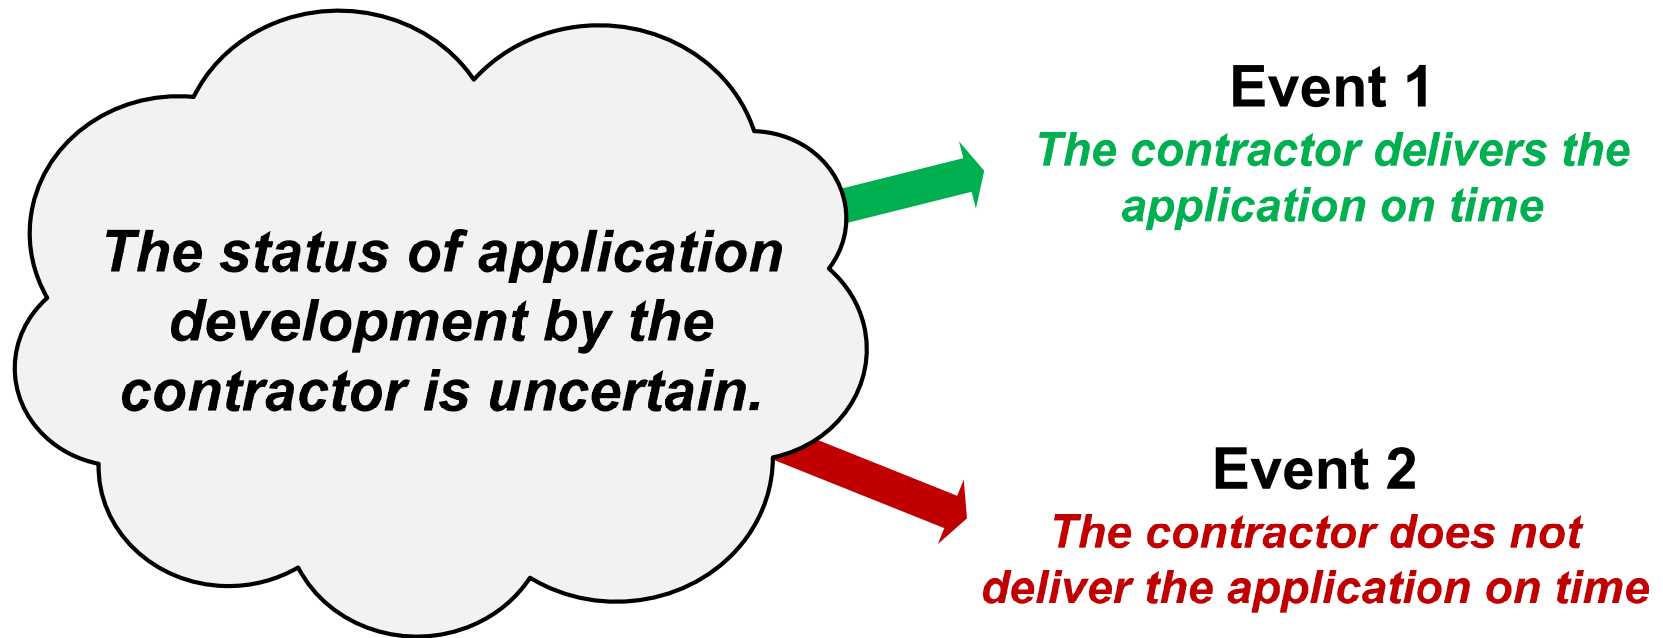 The status of application
development by the
contractor is uncertain.
Event 1
The contractor delivers the
application on time
Event 2
The contractor does not
deliver the application on time